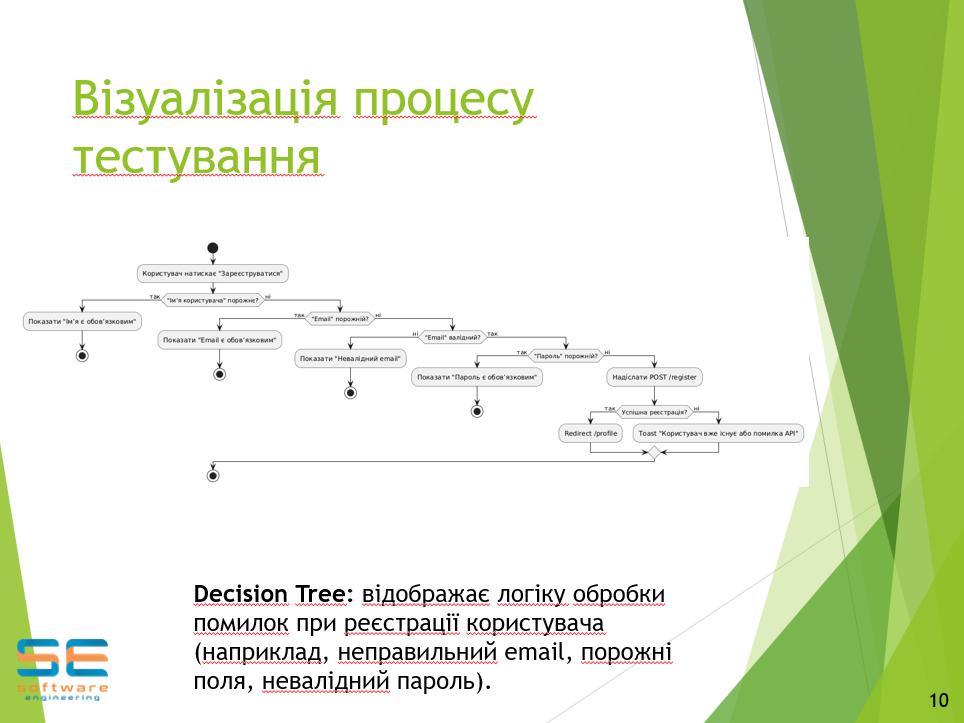 Візуалізація процесу
тестування
Користувач натискає "Зареєструватися"
так
"Ім'я користувача" порожнє?
ні
Показати "Ім'я є обов'язковим"
так
"Email" порожній?
ні
Показати "Email є обов'язковим"
ні
"Email" валідний?
так
Показати "Невалідний email"
так
"Пароль" порожній?
ні
Показати "Пароль є обов'язковим"
Надіслати POST /register
так
Успішна реєстрація?
ні
Redirect /profile
Toast "Користувач вже існує або помилка API"
Decision Tree: відображає логіку обробки
помилок при реєстрації користувача
(наприклад, неправильний email, порожні
поля, невалідний пароль).
SE
software
engineering
10